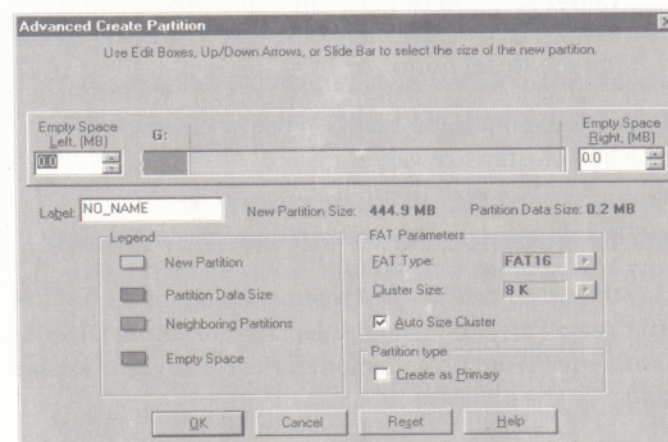 Advanced Create Partition
Use Edit Boxes, Up/Down Arrows, or Slide Bar to select the size of the new partition.
Empty Space Left, (MB)
0.0
G:
Empty Space Right, (MB)
0.0
Label: NO_NAME
New Partition Size: 444.9 MB
Partition Data Size: 0.2 MB
Legend
New Partition
Partition Data Size
Neighboring Partitions
Empty Space
FAT Parameters
FAT Type: FAT16
Cluster Size: 8 K
Auto Size Cluster
Partition type
Create as Primary
OK
Cancel
Reset
Help